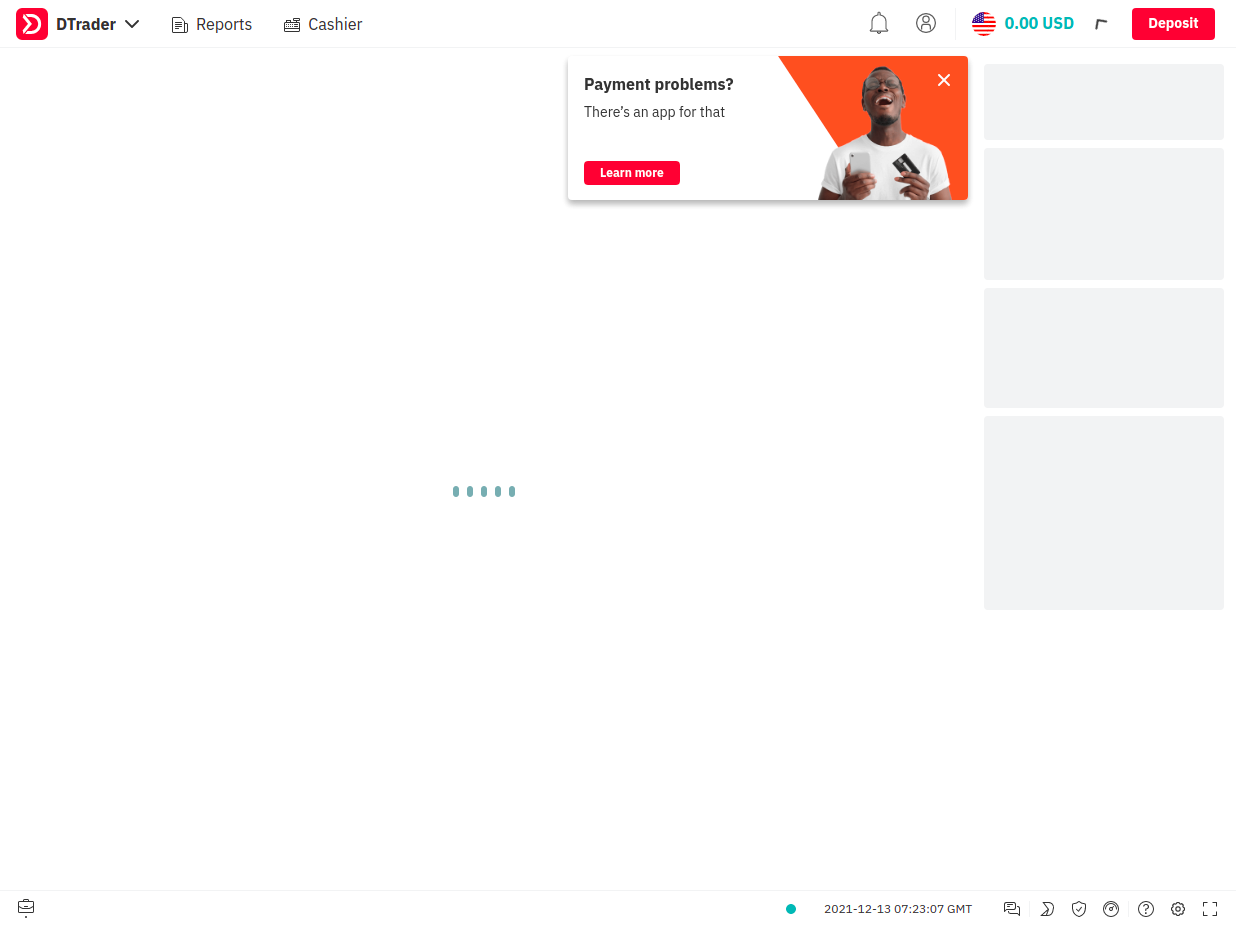 DTrader
Reports
Cashier
0.00 USD
Deposit
Payment problems?
There's an app for that
Learn more
2021-12-13 07:23:07 GMT